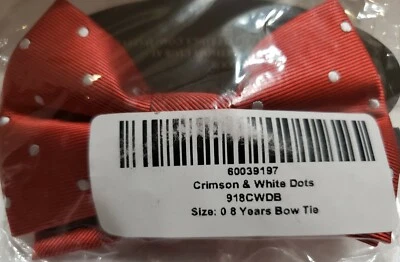 60039197
Crimson & White Dots
918CWDB
Size: 0 8 Years Bow Tie